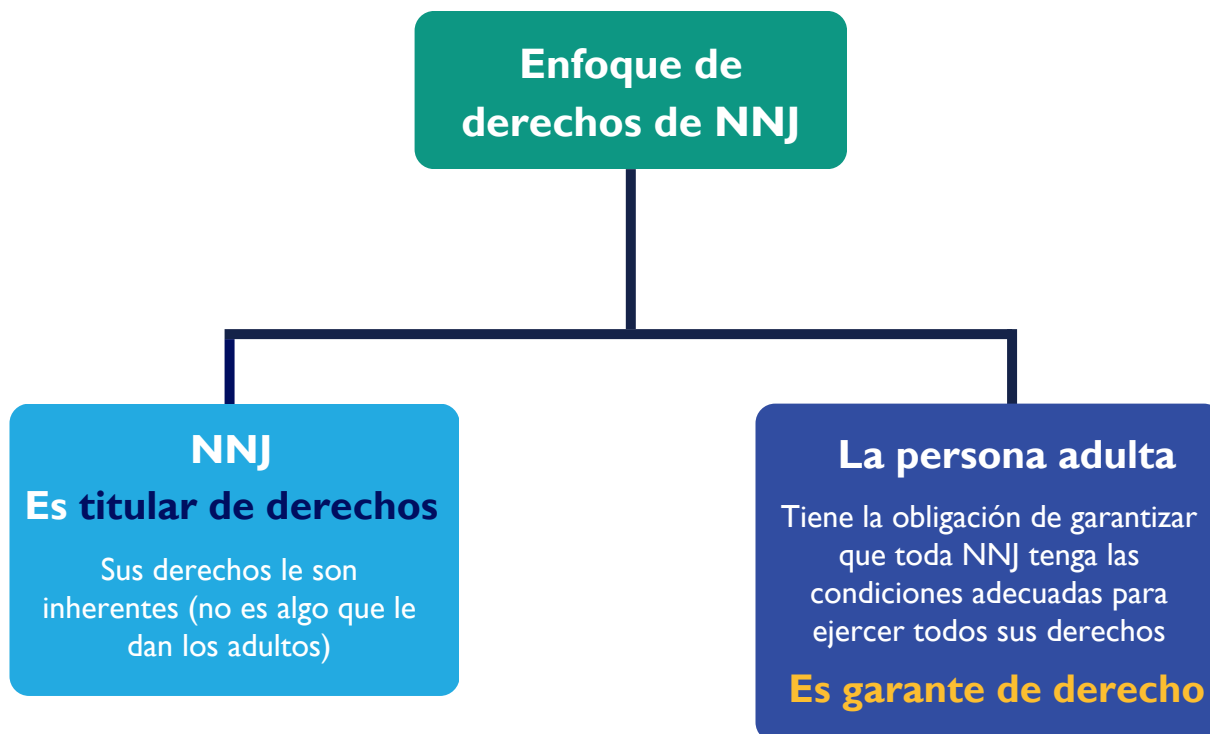 Enfoque de
derechos de NNJ
NNJ
Es titular de derechos
Sus derechos le son
inherentes (no es algo que le
dan los adultos)
La persona adulta
Tiene la obligación de garantizar
que toda NNJ tenga las
condiciones adecuadas para
ejercer todos sus derechos
Es garante de derecho